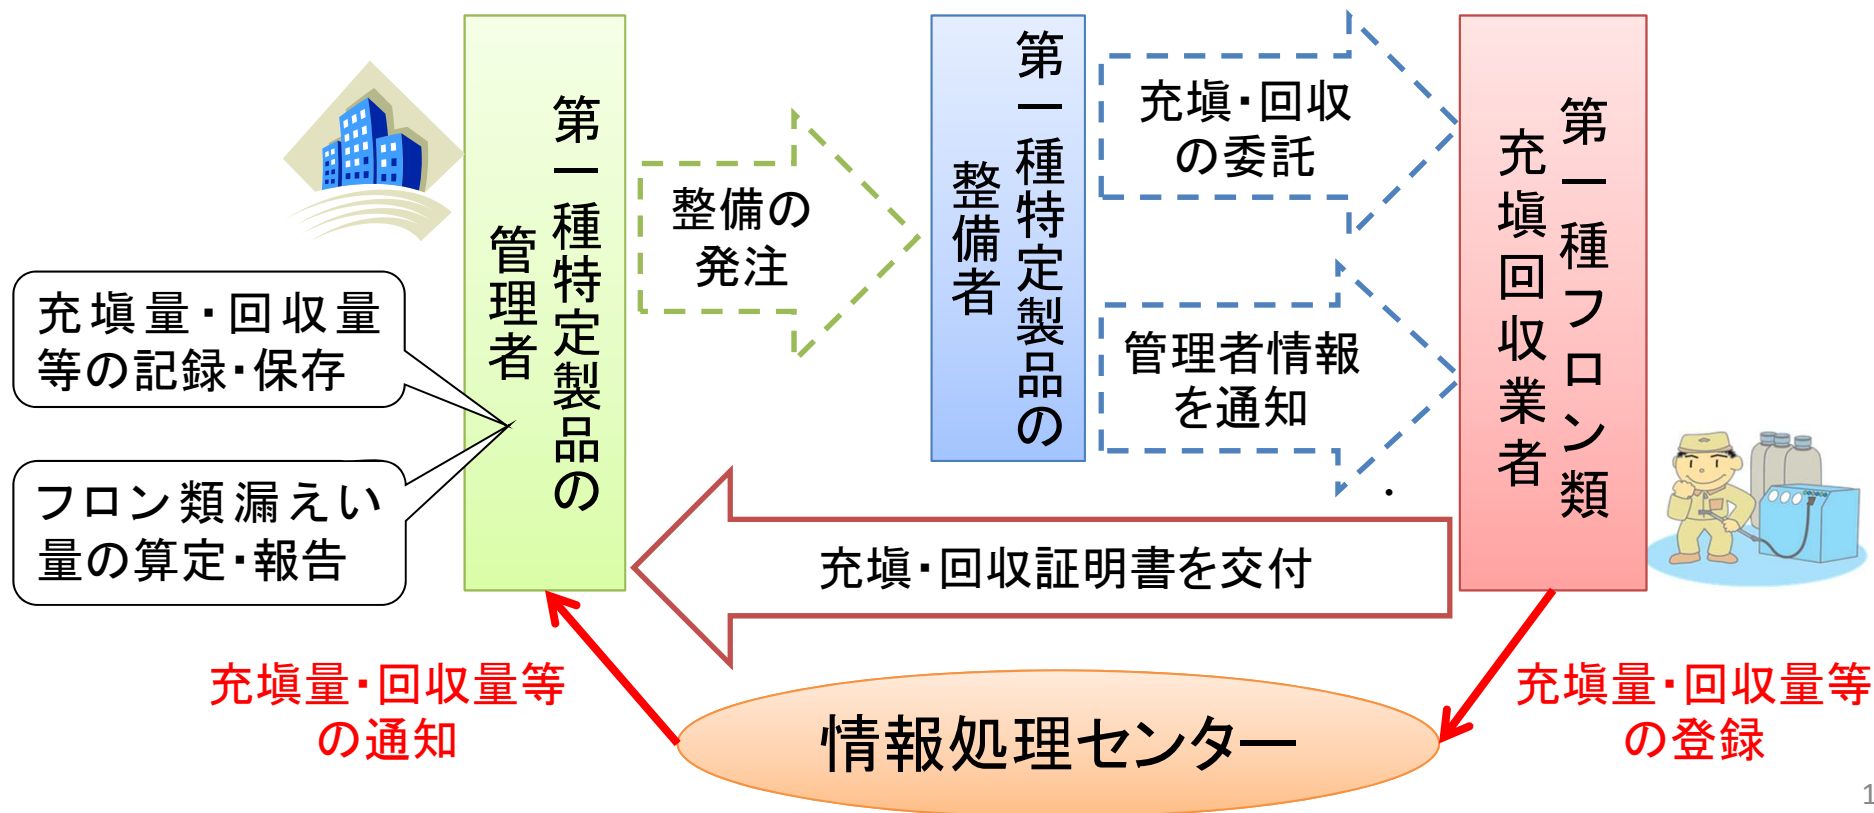 第一種特定製品の
管理者
整備の
発注
第一種特定製品の
整備者
充塡・回収
の委託
管理者情報
を通知
第一種フロン類
充塡回収業者
充塡量・回収量
等の記録・保存
フロン類漏えい
量の算定・報告
充塡・回収証明書を交付
充塡量・回収量等
の通知
情報処理センター
充塡量・回収量等
の登録
1